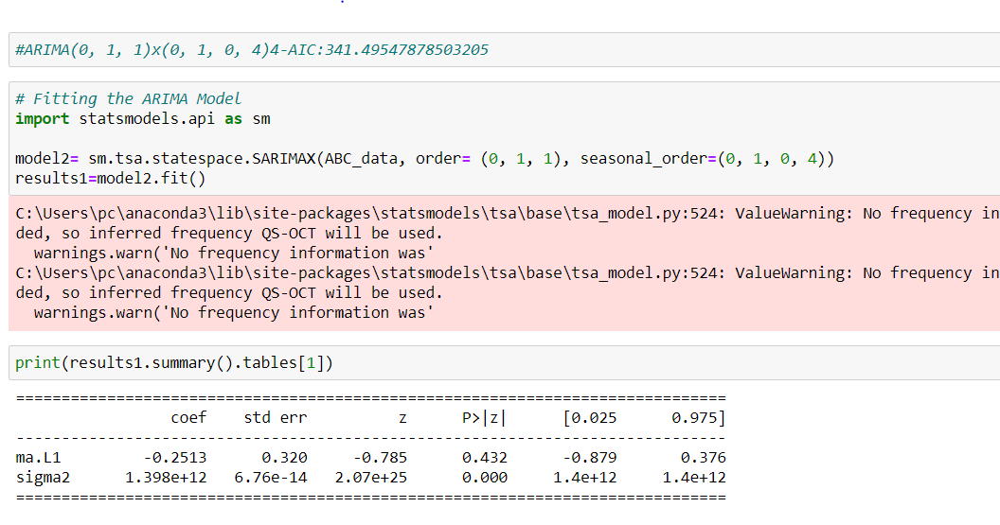 #ARIMA(0, 1, 1)x(0, 1, 0, 4)4-AIC:341.49547878503205
# Fitting the ARIMA Model
import statsmodels.api as sm
model2= sm.tsa.statespace.SARIMAX(ABC_data, order= (0, 1, 1), seasonal_order=(0, 1, 0, 4))
results1=model2.fit()
C:\Users\pc\anaconda3\lib\site-packages\statsmodels\tsa\base\tsa_model.py:524: ValueWarning: No frequency in
ded, so inferred frequency QS-OCT will be used.
  warnings.warn('No frequency information was'
C:\Users\pc\anaconda3\lib\site-packages\statsmodels\tsa\base\tsa_model.py:524: ValueWarning: No frequency in
ded, so inferred frequency QS-OCT will be used.
  warnings.warn('No frequency information was'
print(results1.summary().tables[1])
==============================================================================
                 coef    std err          z      P>|z|      [0.025      0.975]
------------------------------------------------------------------------------
ma.L1         -0.2513      0.320     -0.785      0.432      -0.879       0.376
sigma2      1.398e+12   6.76e-14   2.07e+25      0.000     1.4e+12     1.4e+12
==============================================================================